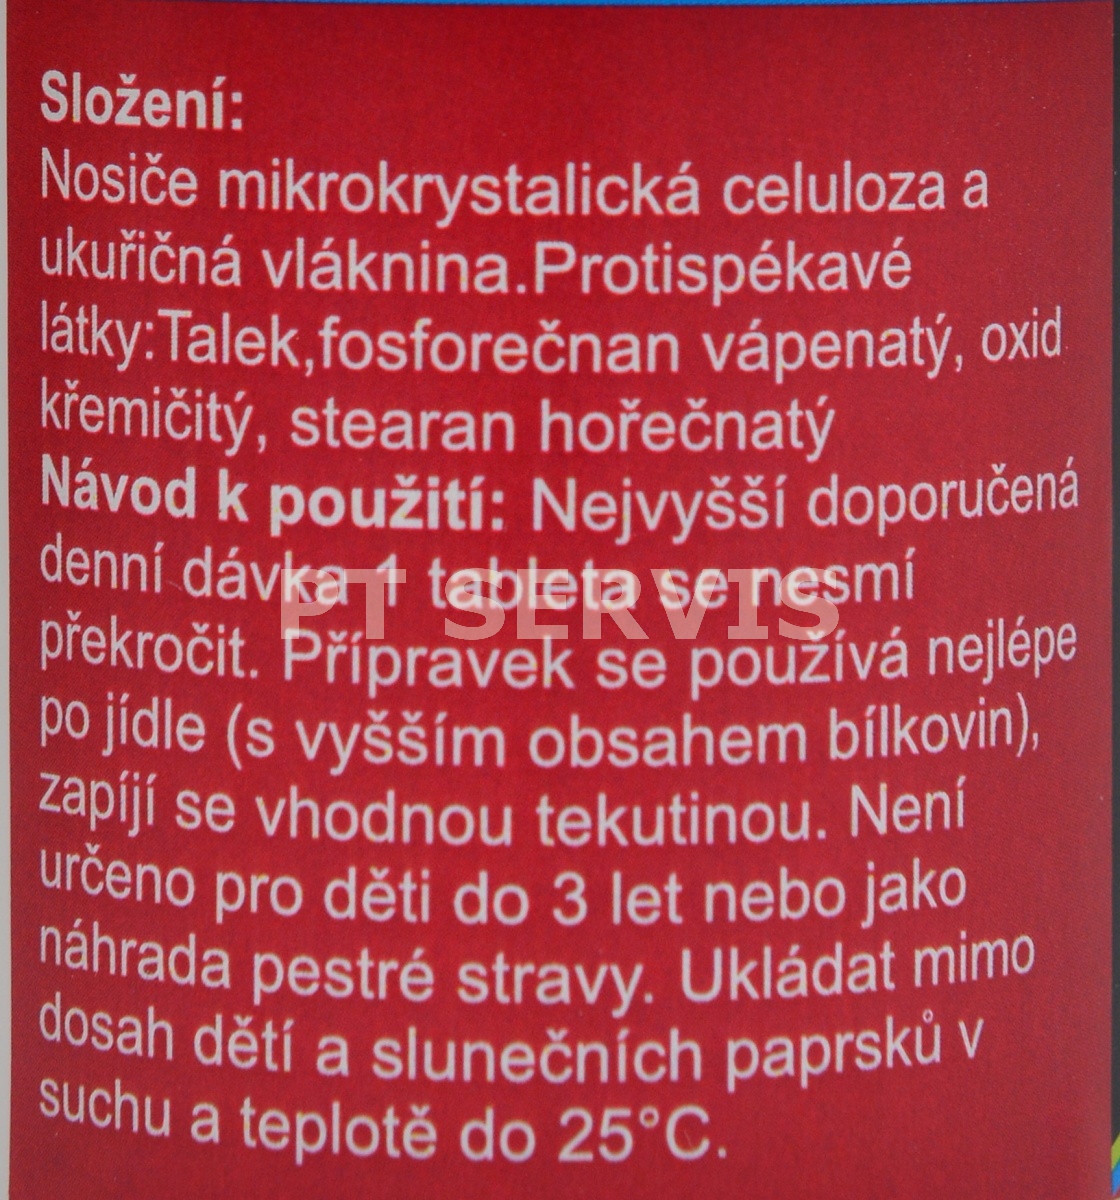 Složení:
Nosiče mikrokrystalická celuloza a
ukuřičná vláknina.Protispékavé
látky:Talek,fosforečnan vápenatý, oxid
křemičitý, stearan hořečnatý
Návod k použití: Nejvyšší doporučená
denní dávka 1 tableta se nesmí
PT SERVIS
překročit. Přípravek se používá nejlépe
po jídle (s vyšším obsahem bílkovin),
zapíjí se vhodnou tekutinou. Není
určeno pro děti do 3 let nebo jako
náhrada pestré stravy. Ukládat mimo
dosah dětí a slunečních paprsků v
suchu a teplotě do 25°C.